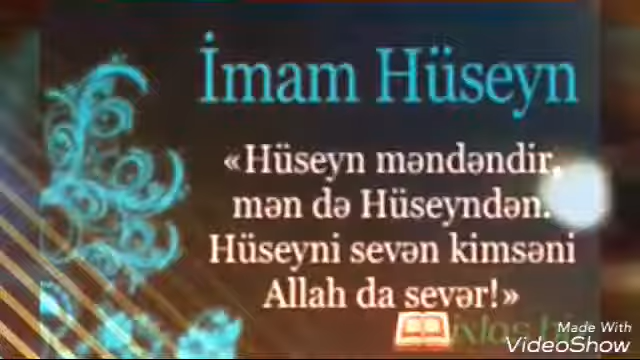 İmam Hüseyn
«Hüseyn məndəndir,
mən də Hüseyndən.
Hüseyni sevən kimsəni
Allah da sevər!»
Made With
VideoShow